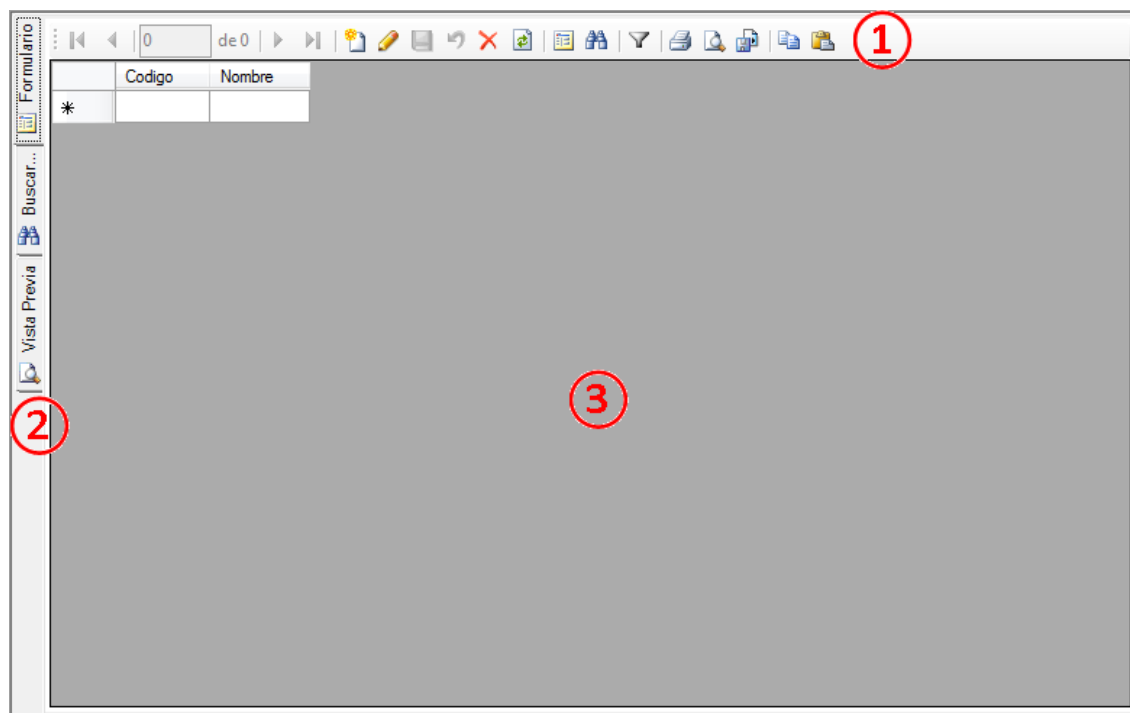 0 de 0 1
Formulario
Codigo Nombre
*
Buscar...
Vista Previa
2
3